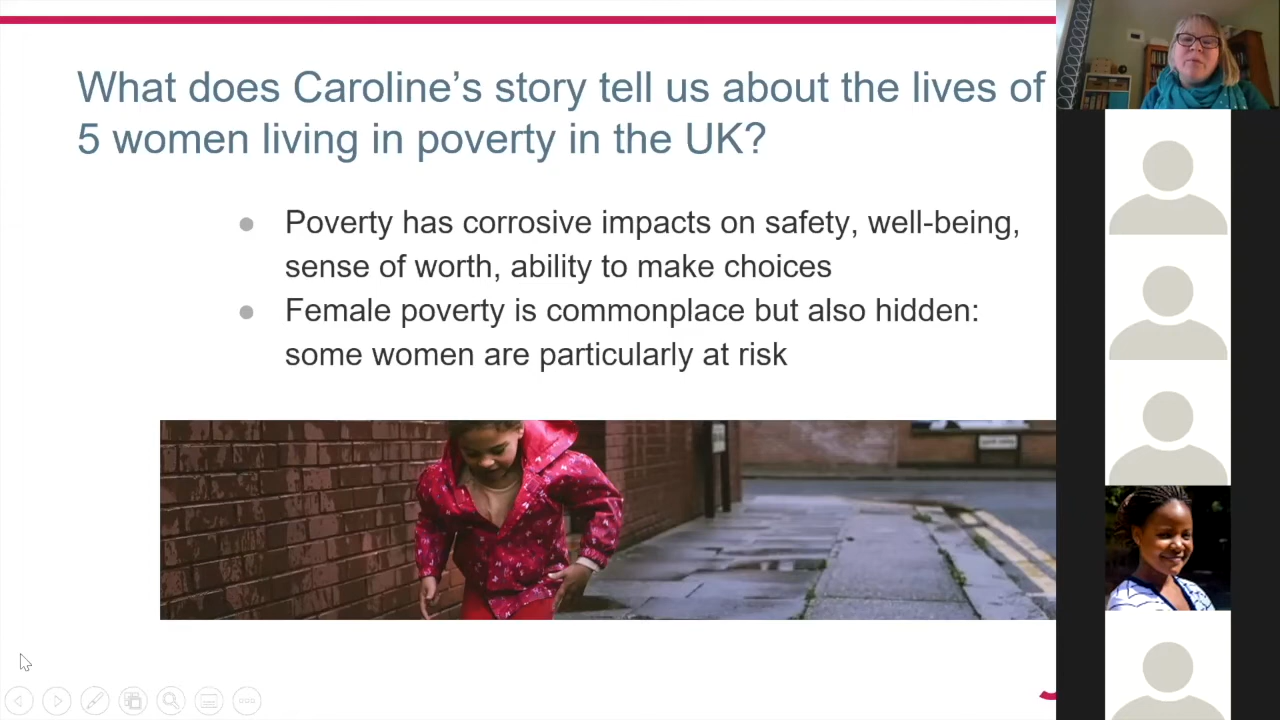 What does Caroline’s story tell us about the lives of
5 women living in poverty in the UK?
● Poverty has corrosive impacts on safety, well-being,
sense of worth, ability to make choices
● Female poverty is commonplace but also hidden:
some women are particularly at risk